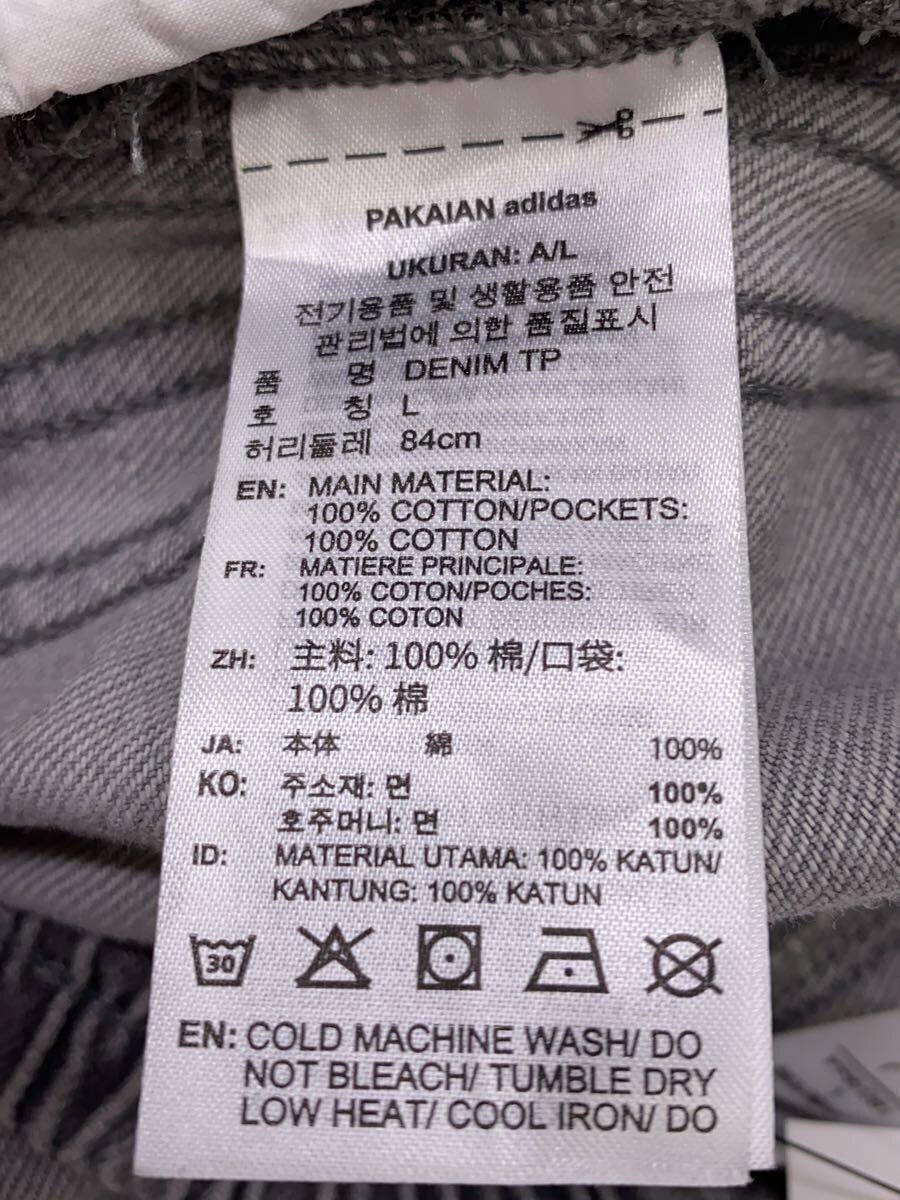 PAKAIAN adidas
UKURAN: A/L
전기용품 및 생활용품 안전
관리법에 의한 품질표시
품 명 DENIM TP
호 칭 L
허리둘레 84cm
EN: MAIN MATERIAL:
100% COTTON/POCKETS:
100% COTTON
FR: MATIERE PRINCIPALE:
100% COTON/POCHES:
100% COTON
ZH: 主料: 100% 棉/口袋:
100% 棉
JA: 本体 綿 100%
KO: 주소재: 면 100%
호주머니: 면 100%
ID: MATERIAL UTAMA: 100% KATUN/
KANTUNG: 100% KATUN
30
EN: COLD MACHINE WASH/ DO
NOT BLEACH/ TUMBLE DRY
LOW HEAT/ COOL IRON/ DO